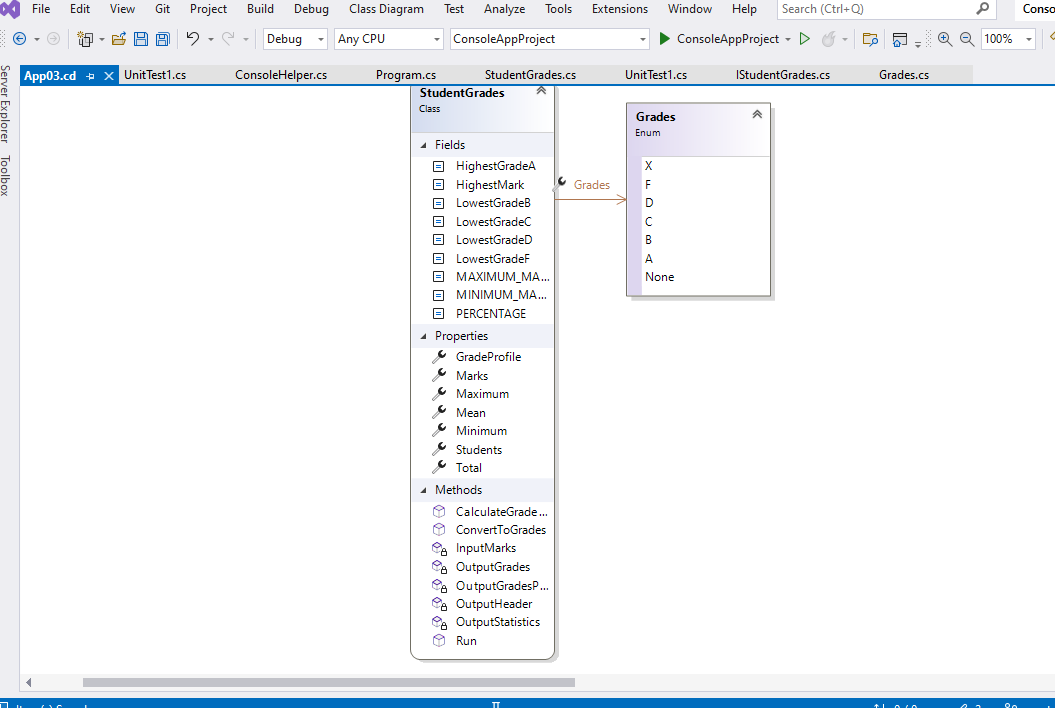 File Edit View Git Project Build Debug Class Diagram Test Analyze Tools Extensions Window Help Search (Ctrl+Q) Conso
Debug Any CPU ConsoleAppProject ConsoleAppProject 100%
App03.cd UnitTest1.cs ConsoleHelper.cs Program.cs StudentGrades.cs UnitTest1.cs IStudentGrades.cs Grades.cs
Server Explorer
Toolbox
StudentGrades
Class
Fields
HighestGradeA
HighestMark
LowestGradeB
LowestGradeC
LowestGradeD
LowestGradeF
MAXIMUM_MA...
MINIMUM_MA...
PERCENTAGE
Properties
GradeProfile
Marks
Maximum
Mean
Minimum
Students
Total
Methods
CalculateGrade...
ConvertToGrades
InputMarks
OutputGrades
OutputGradesP...
OutputHeader
OutputStatistics
Run
Grades
Grades
Enum
X
F
D
C
B
A
None